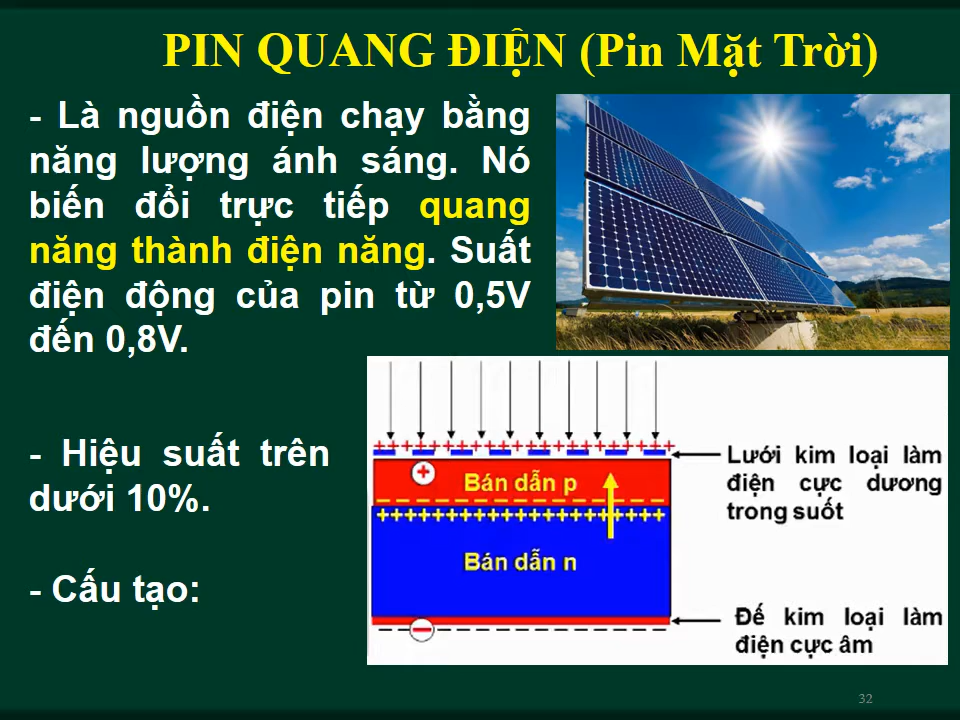 PIN QUANG ĐIỆN (Pin Mặt Trời)
- Là nguồn điện chạy bằng
năng lượng ánh sáng. Nó
biến đổi trực tiếp quang
năng thành điện năng. Suất
điện động của pin từ 0,5V
đến 0,8V.
- Hiệu suất trên
dưới 10%.
- Cấu tạo:
Bán dẫn p
Bán dẫn n
Lưới kim loại làm
điện cực dương
trong suốt
Đế kim loại làm
điện cực âm
32